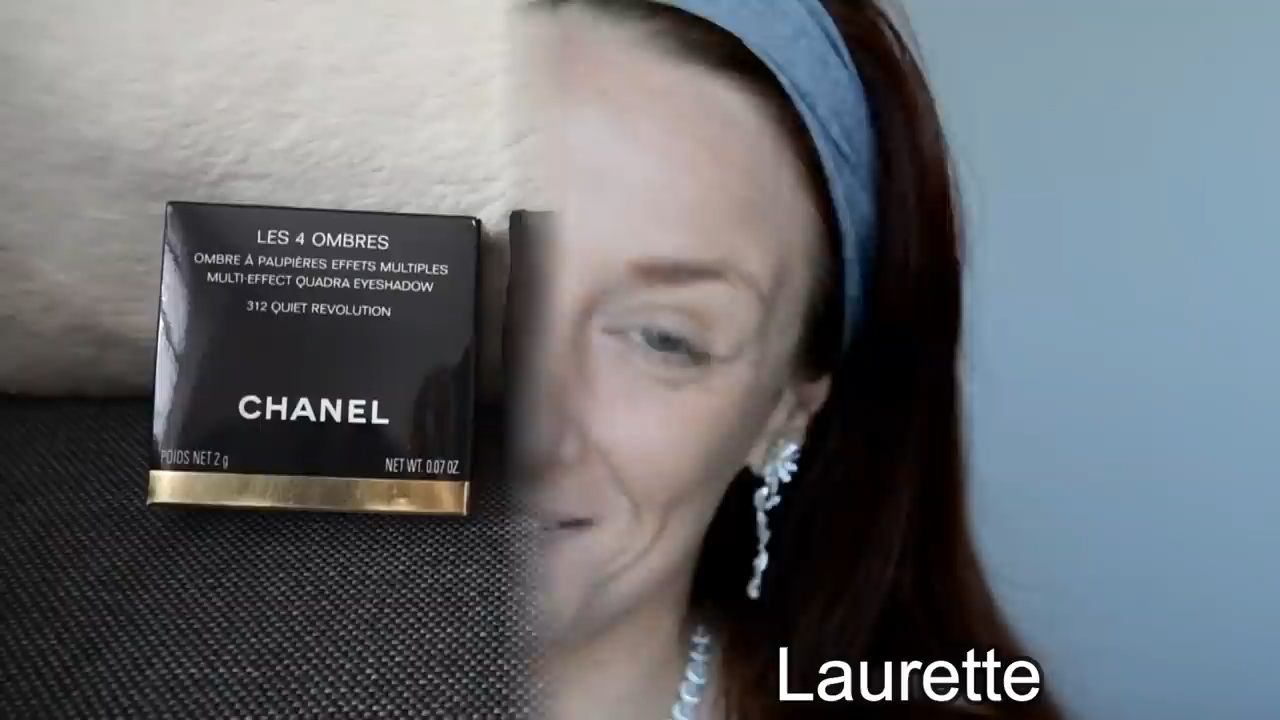 LES 4 OMBRES
OMBRE À PAUPIÈRES EFFETS MULTIPLES
MULTI-EFFECT QUADRA EYESHADOW
312 QUIET REVOLUTION
CHANEL
POIDS NET 2 g
NET WT. 0.07 OZ.
Laurette